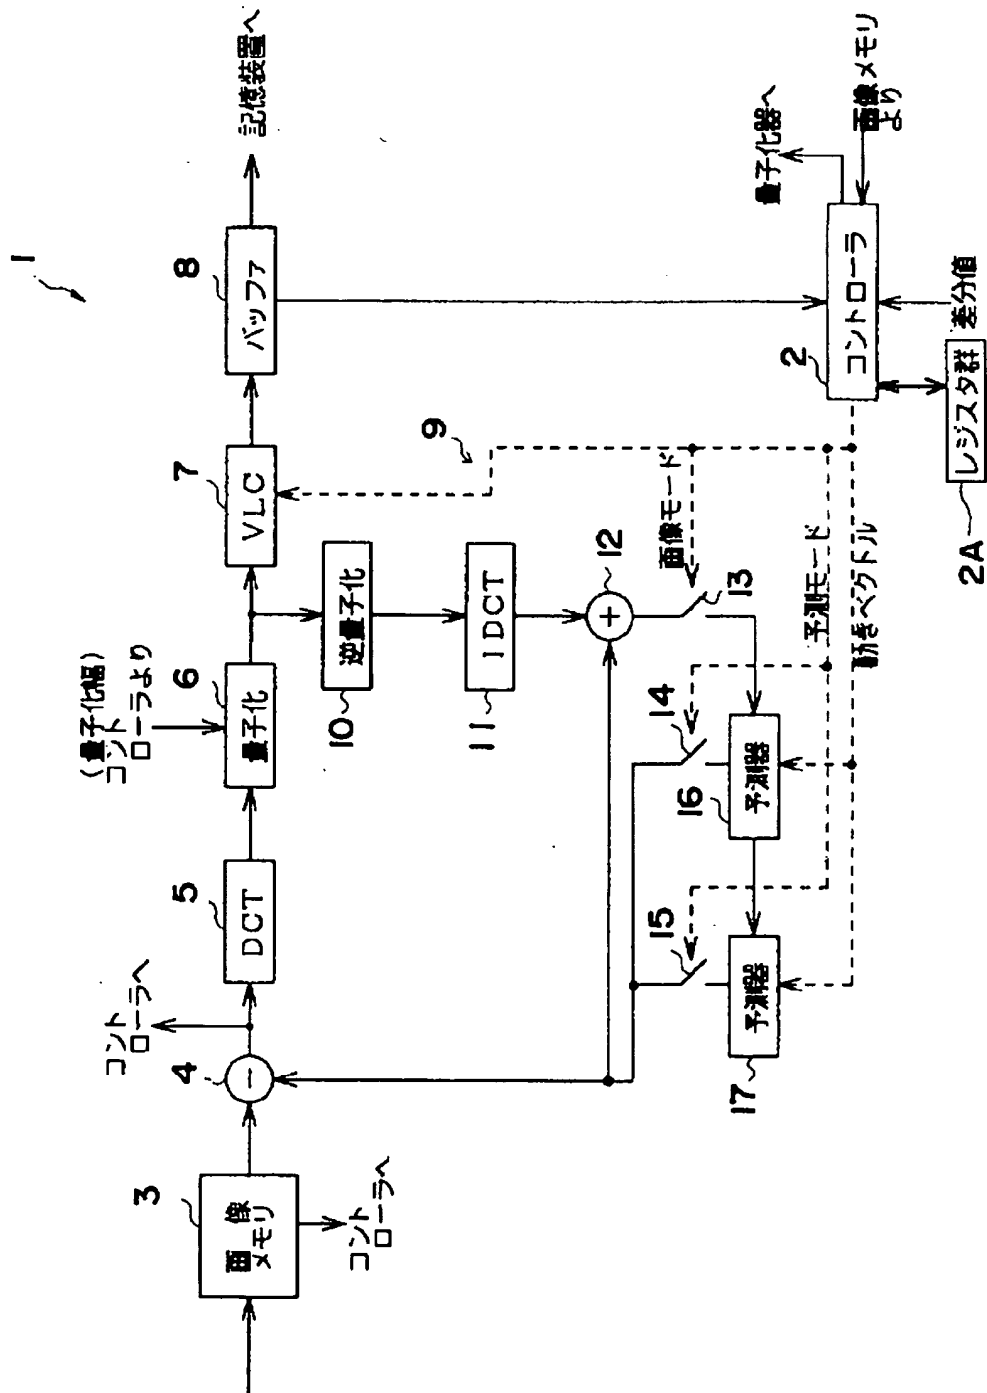 1
3
画像
メモリ
コントローラへ
4
−
コント
ローラへ
5
DCT
(量子化幅)
コント
ローラより
6
量子化
7
VLC
8
バッファ
記憶装置へ
9
10
逆量子化
11
IDCT
12
+
画像モード
13
14
15
予測モード
動きベクトル
16
予測器
17
予測器
2
コントローラ
量子化器へ
画像メモリ
より
差分値
レジスタ群
2A